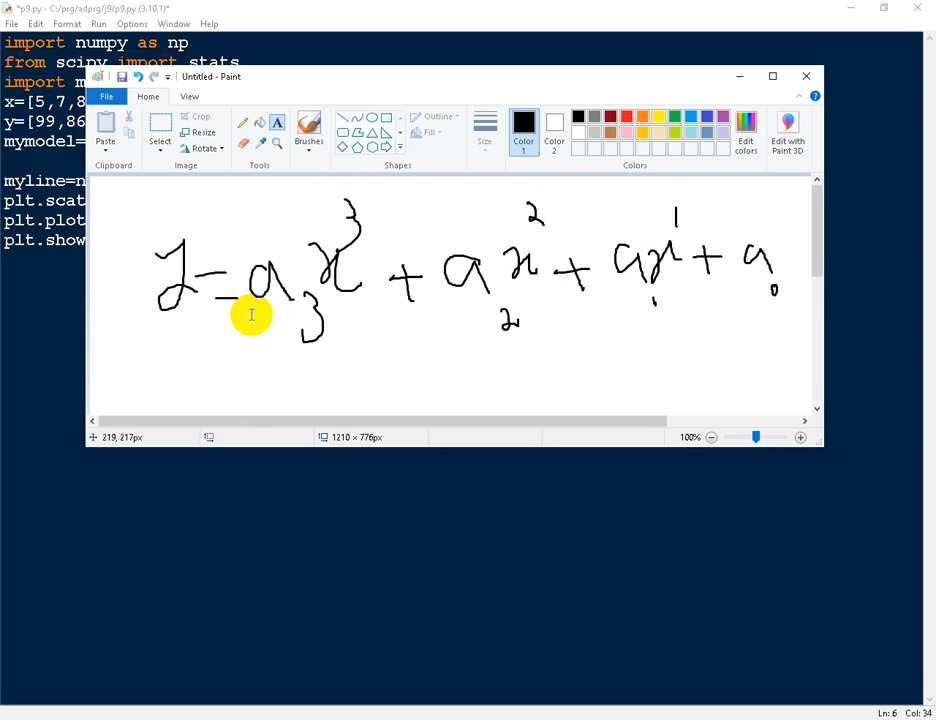 *p9.py - C:/prg/adprg/j9/p9.py (3.10.1)*
File Edit Format Run Options Window Help
import numpy as np
from scipy import stats
import m
x=[5,7,8
y=[99,86
mymodel=
myline=n
plt.scat
plt.plot
plt.show
Untitled - Paint
File Home View
Paste
Clipboard
Select
Crop
Resize
Rotate
Image
Tools
Brushes
Outline
Fill
Shapes
Size
Color 1
Color 2
Edit colors
Edit with Paint 3D
Colors
y = a₃x³ + a₂x² + a₁x¹ + a₀
219, 217px
1210 × 776px
100%
Ln: 6 Col: 34